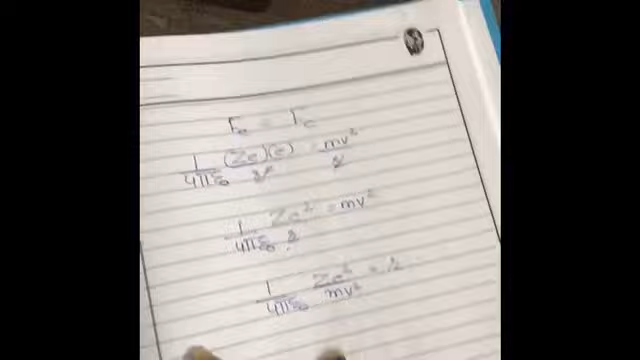 Fe = Fc
1/4πε₀ (Ze)(e)/r² = mv²/r
1/4πε₀ Ze²/r = mv²
1/4πε₀ Ze²/mv² = r